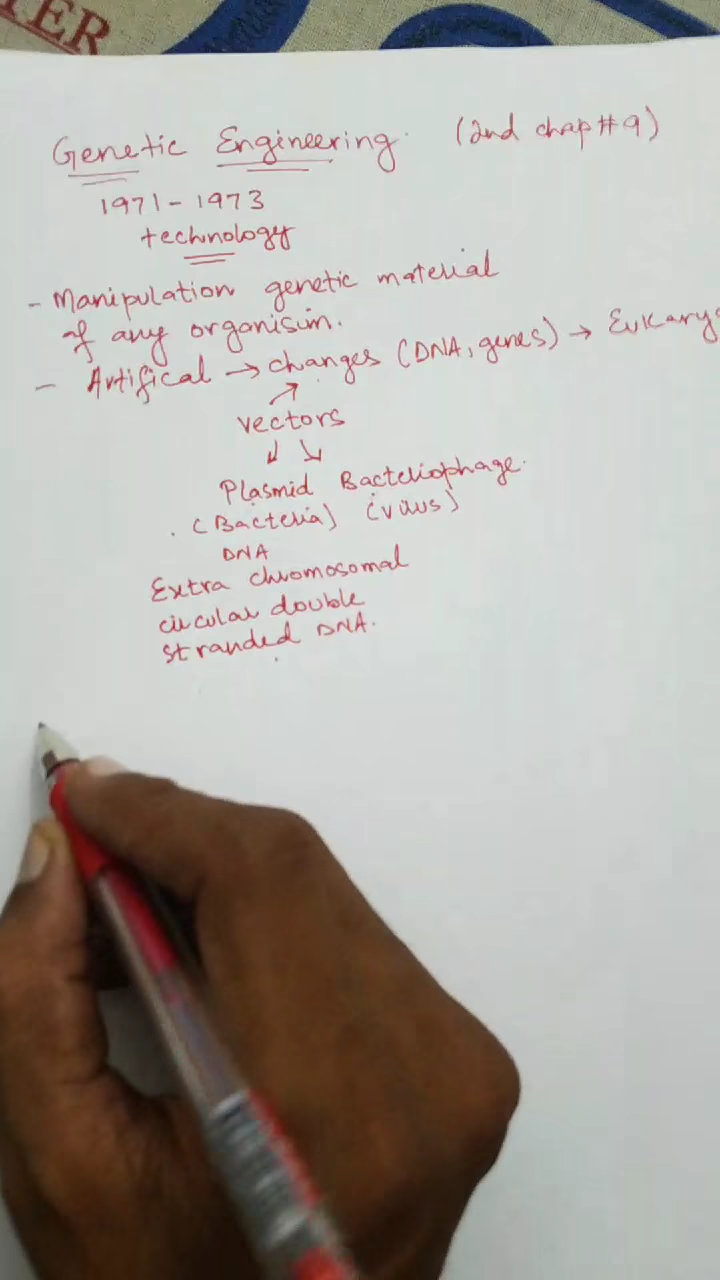 TER
Genetic Engineering. (2nd chap#9)
1971-1973
technology
- Manipulation genetic material
of any organisim.
- Artifical → changes (DNA, genes) → Eukary
vectors
Plasmid Bacteriophage.
(Bacteria) (virus)
DNA
Extra chromosomal
circular double
stranded DNA.